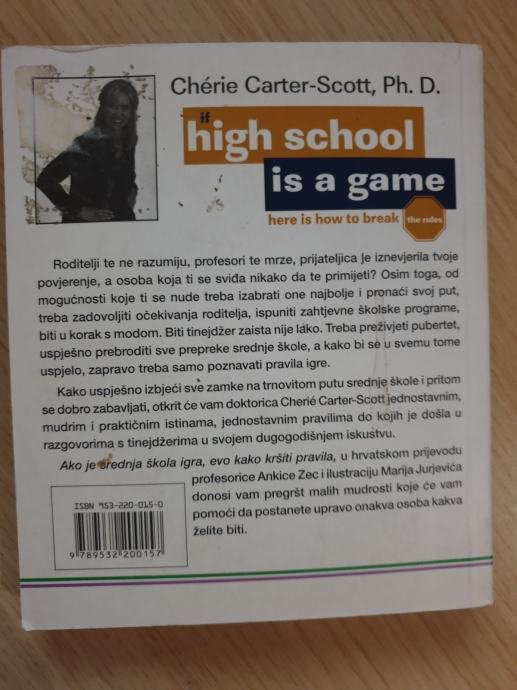 Chérie Carter-Scott, Ph. D.
if
high school
is a game
here is how to break the rules
Roditelji te ne razumiju, profesori te mrze, prijateljica je iznevjerila tvoje
povjerenje, a osoba koja ti se sviđa nikako da te primijeti? Osim toga, od
mogućnosti koje ti se nude treba izabrati one najbolje i pronaći svoj put,
treba zadovoljiti očekivanja roditelja, ispuniti zahtjevne školske programe,
biti u korak s modom. Biti tinejdžer zaista nije lako. Treba preživjeti pubertet,
uspješno prebroditi sve prepreke srednje škole, a kako bi se u svemu tome
uspjelo, zapravo treba samo poznavati pravila igre.
Kako uspješno izbjeći sve zamke na trnovitom putu srednje škole i pritom
se dobro zabavljati, otkrit će vam doktorica Cherié Carter-Scott jednostavnim,
mudrim i praktičnim istinama, jednostavnim pravilima do kojih je došla u
razgovorima s tinejdžerima u svojem dugogodišnjem iskustvu.
Ako je srednja škola igra, evo kako kršiti pravila, u hrvatskom prijevodu
profesorice Ankice Zec i ilustraciju Marija Jurjevića
donosi vam pregršt malih mudrosti koje će vam
pomoći da postanete upravo onakva osoba kakva
želite biti.
ISBN 953-220-015-0
9 789532 200157